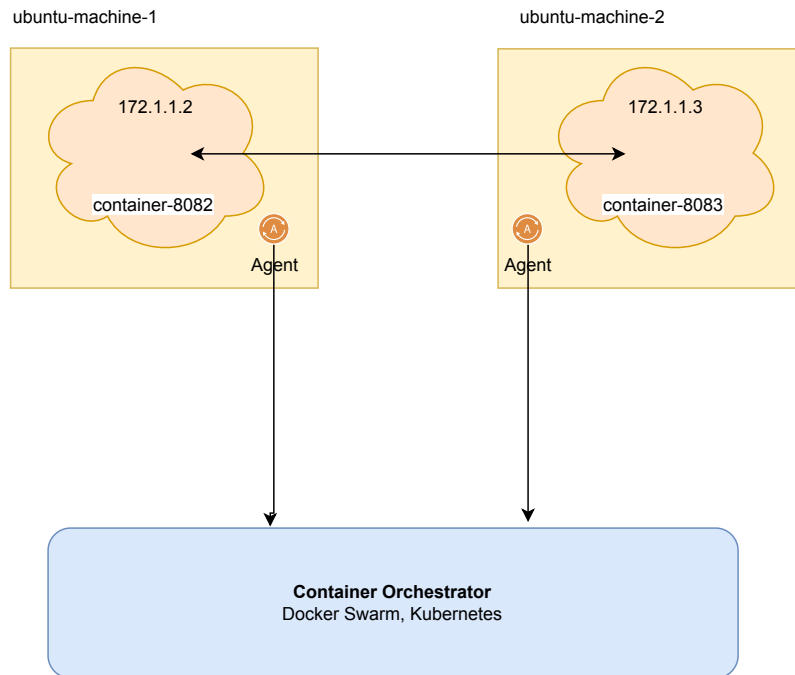 ubuntu-machine-1
ubuntu-machine-2
172.1.1.2
172.1.1.3
container-8082
container-8083
A
A
Agent
Agent
Container Orchestrator
Docker Swarm, Kubernetes